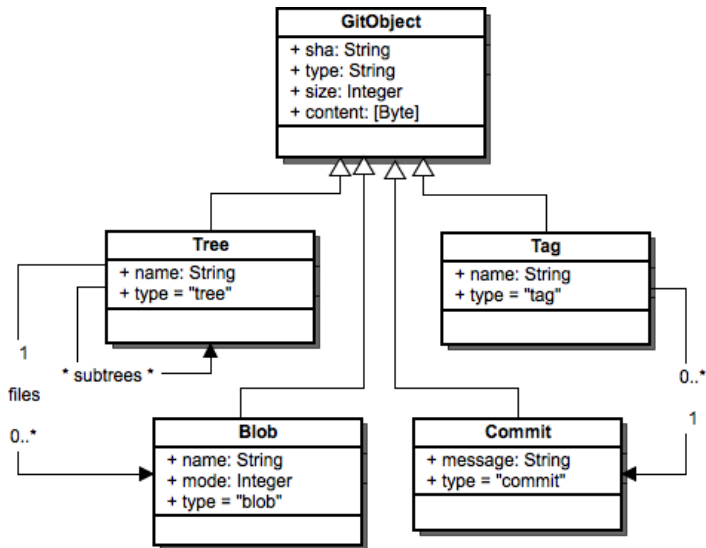 GitObject
+ sha: String
+ type: String
+ size: Integer
+ content: [Byte]
Tree
+ name: String
+ type = "tree"
Tag
+ name: String
+ type = "tag"
1
files
0..*
* subtrees *
0..*
1
Blob
+ name: String
+ mode: Integer
+ type = "blob"
Commit
+ message: String
+ type = "commit"